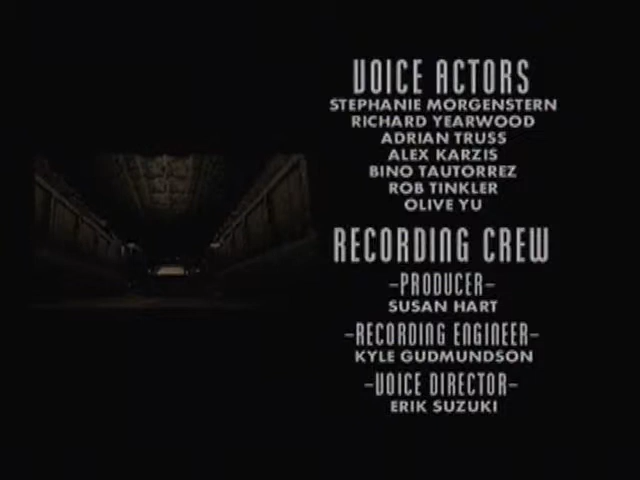 VOICE ACTORS
STEPHANIE MORGENSTERN
RICHARD YEARWOOD
ADRIAN TRUSS
ALEX KARZIS
BINO TAUTORREZ
ROB TINKLER
OLIVE YU
RECORDING CREW
-PRODUCER-
SUSAN HART
-RECORDING ENGINEER-
KYLE GUDMUNDSON
-VOICE DIRECTOR-
ERIK SUZUKI